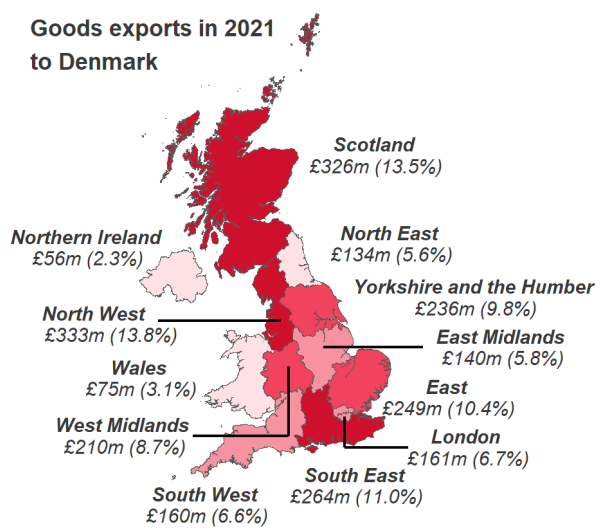 Goods exports in 2021
to Denmark
Scotland
£326m (13.5%)
Northern Ireland
£56m (2.3%)
North East
£134m (5.6%)
Yorkshire and the Humber
£236m (9.8%)
North West
£333m (13.8%)
East Midlands
£140m (5.8%)
Wales
£75m (3.1%)
East
£249m (10.4%)
West Midlands
£210m (8.7%)
London
£161m (6.7%)
South East
£264m (11.0%)
South West
£160m (6.6%)